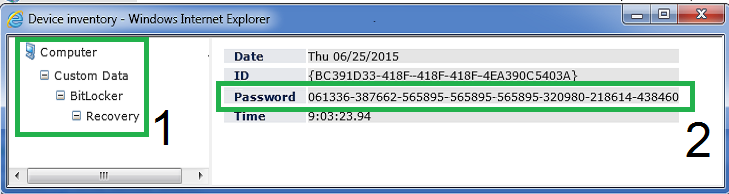 Device inventory - Windows Internet Explorer
Computer
Custom Data
BitLocker
Recovery
1
Date Thu 06/25/2015
ID {BC391D33-418F--418F-418F-4EA390C5403A}
Password 061336-387662-565895-565895-565895-320980-218614-438460
Time 9:03:23.94
2